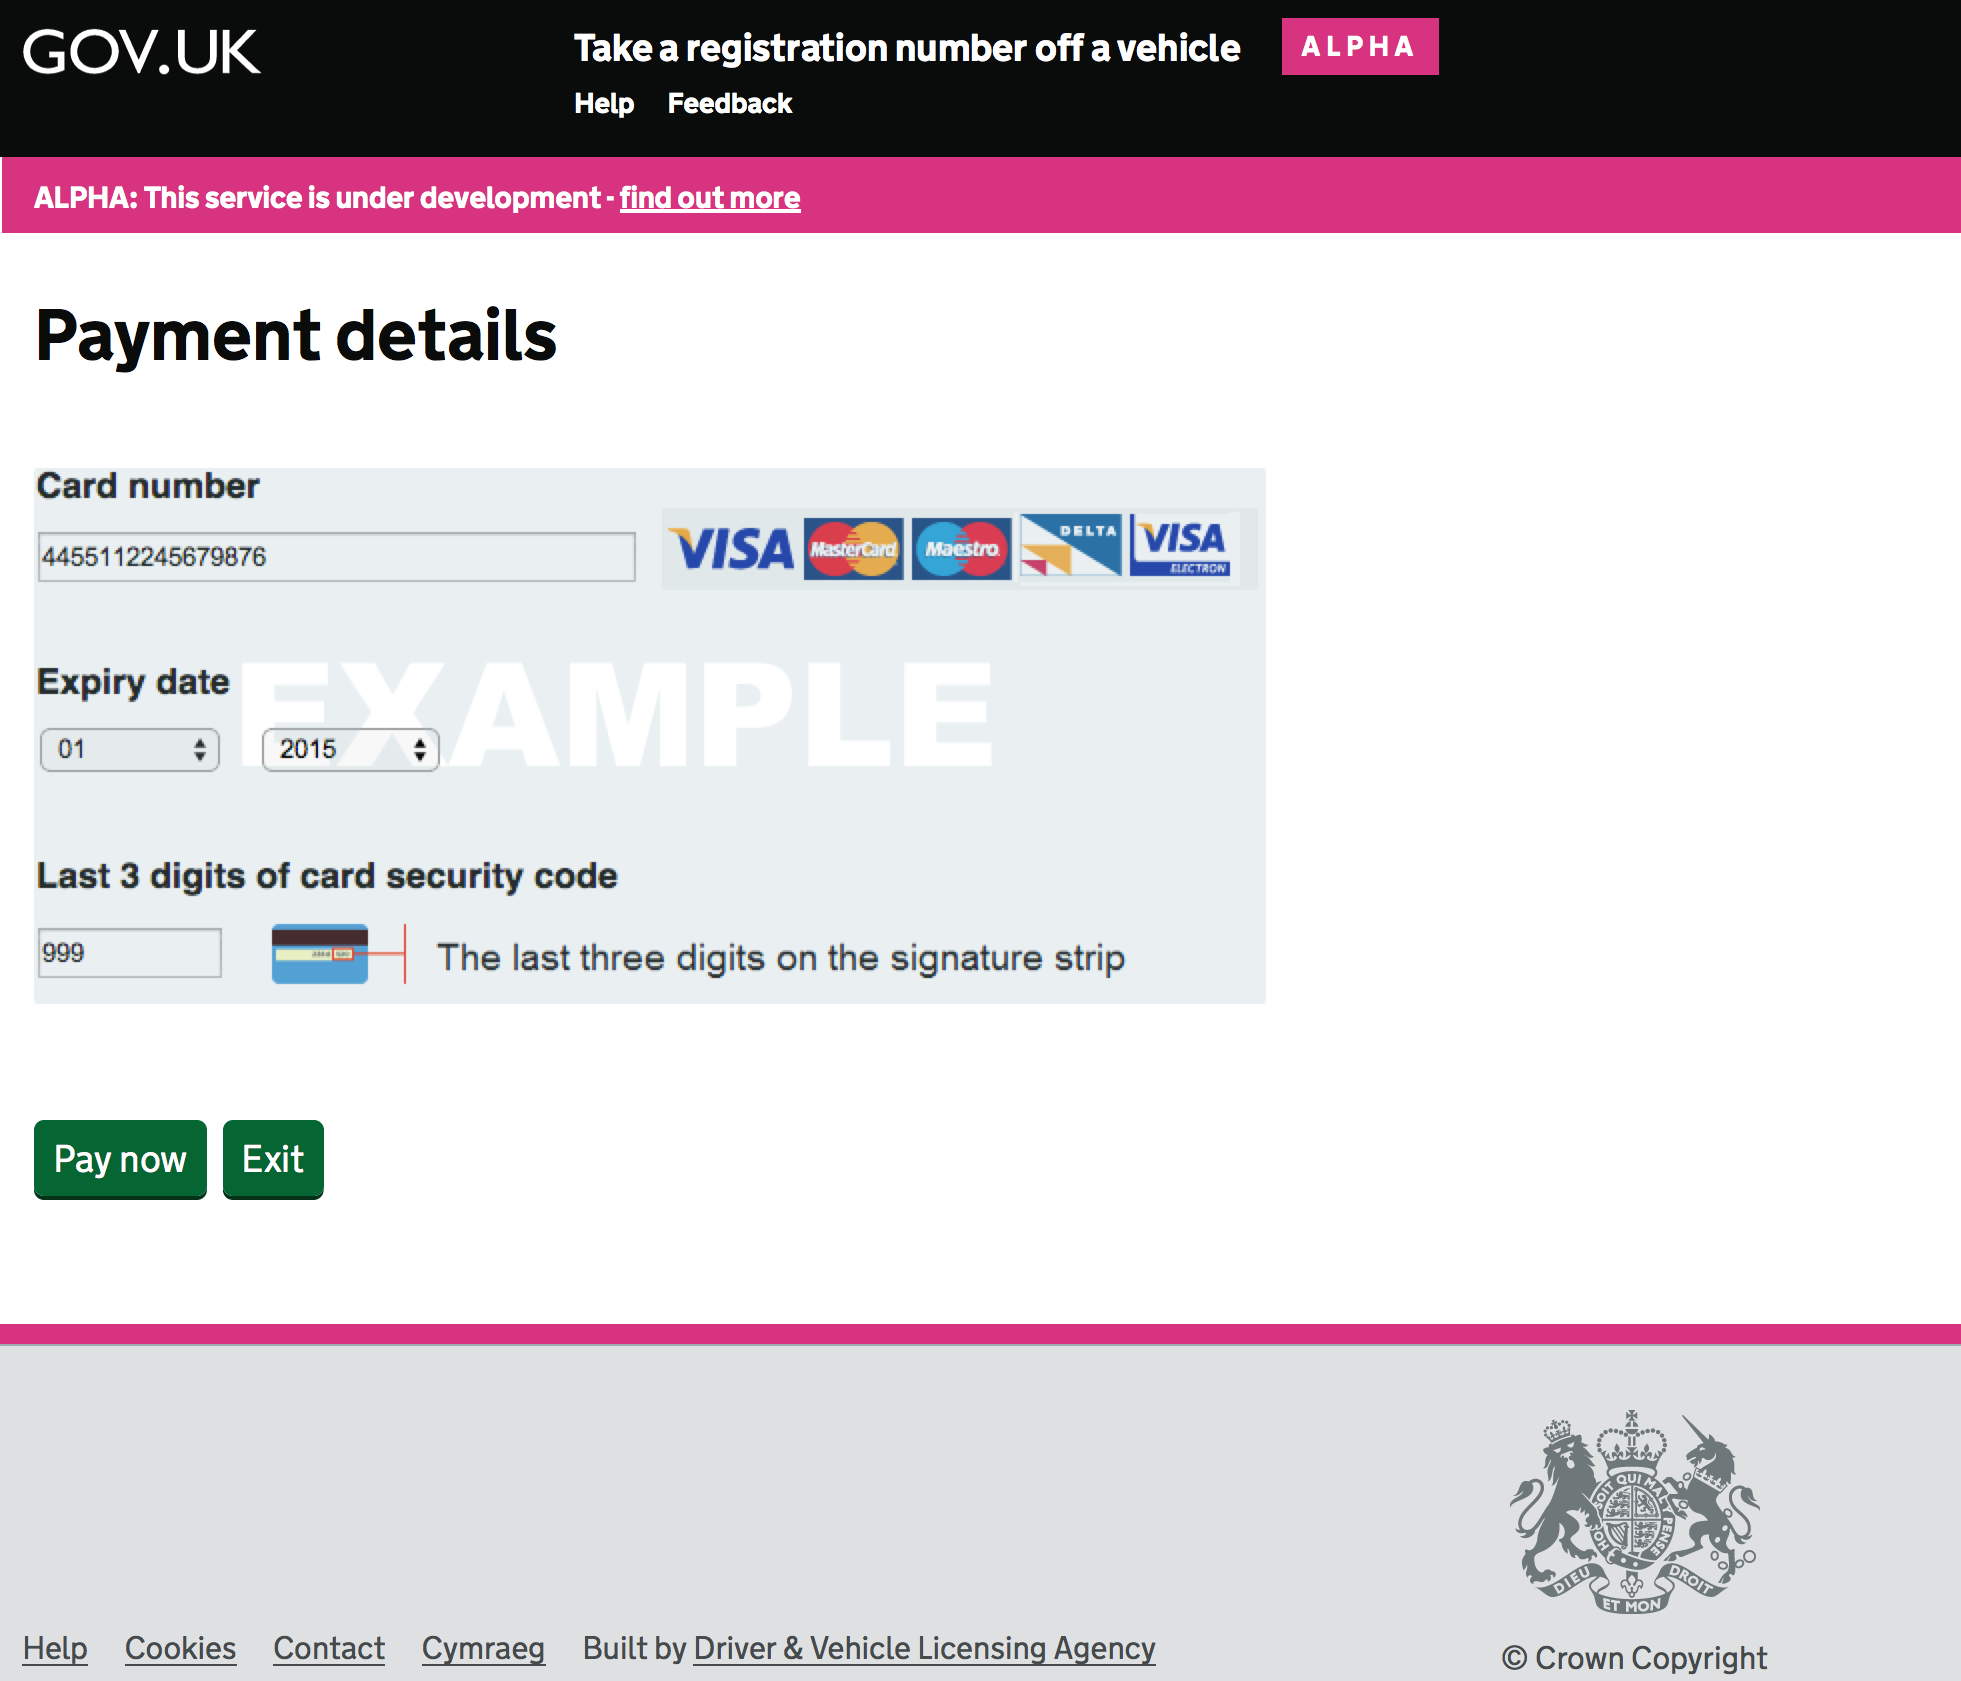 GOV.UK
Take a registration number off a vehicle ALPHA
Help Feedback
ALPHA: This service is under development - find out more
Payment details
Card number
4455112245679876
VISA MasterCard Maestro DELTA VISA ELECTRON
Expiry date
EXAMPLE
01 2015
Last 3 digits of card security code
999 The last three digits on the signature strip
Pay now Exit
SOIT QUI MAL Y PENSE
HO
DIEU ET MON DROIT
Help Cookies Contact Cymraeg Built by Driver & Vehicle Licensing Agency
© Crown Copyright